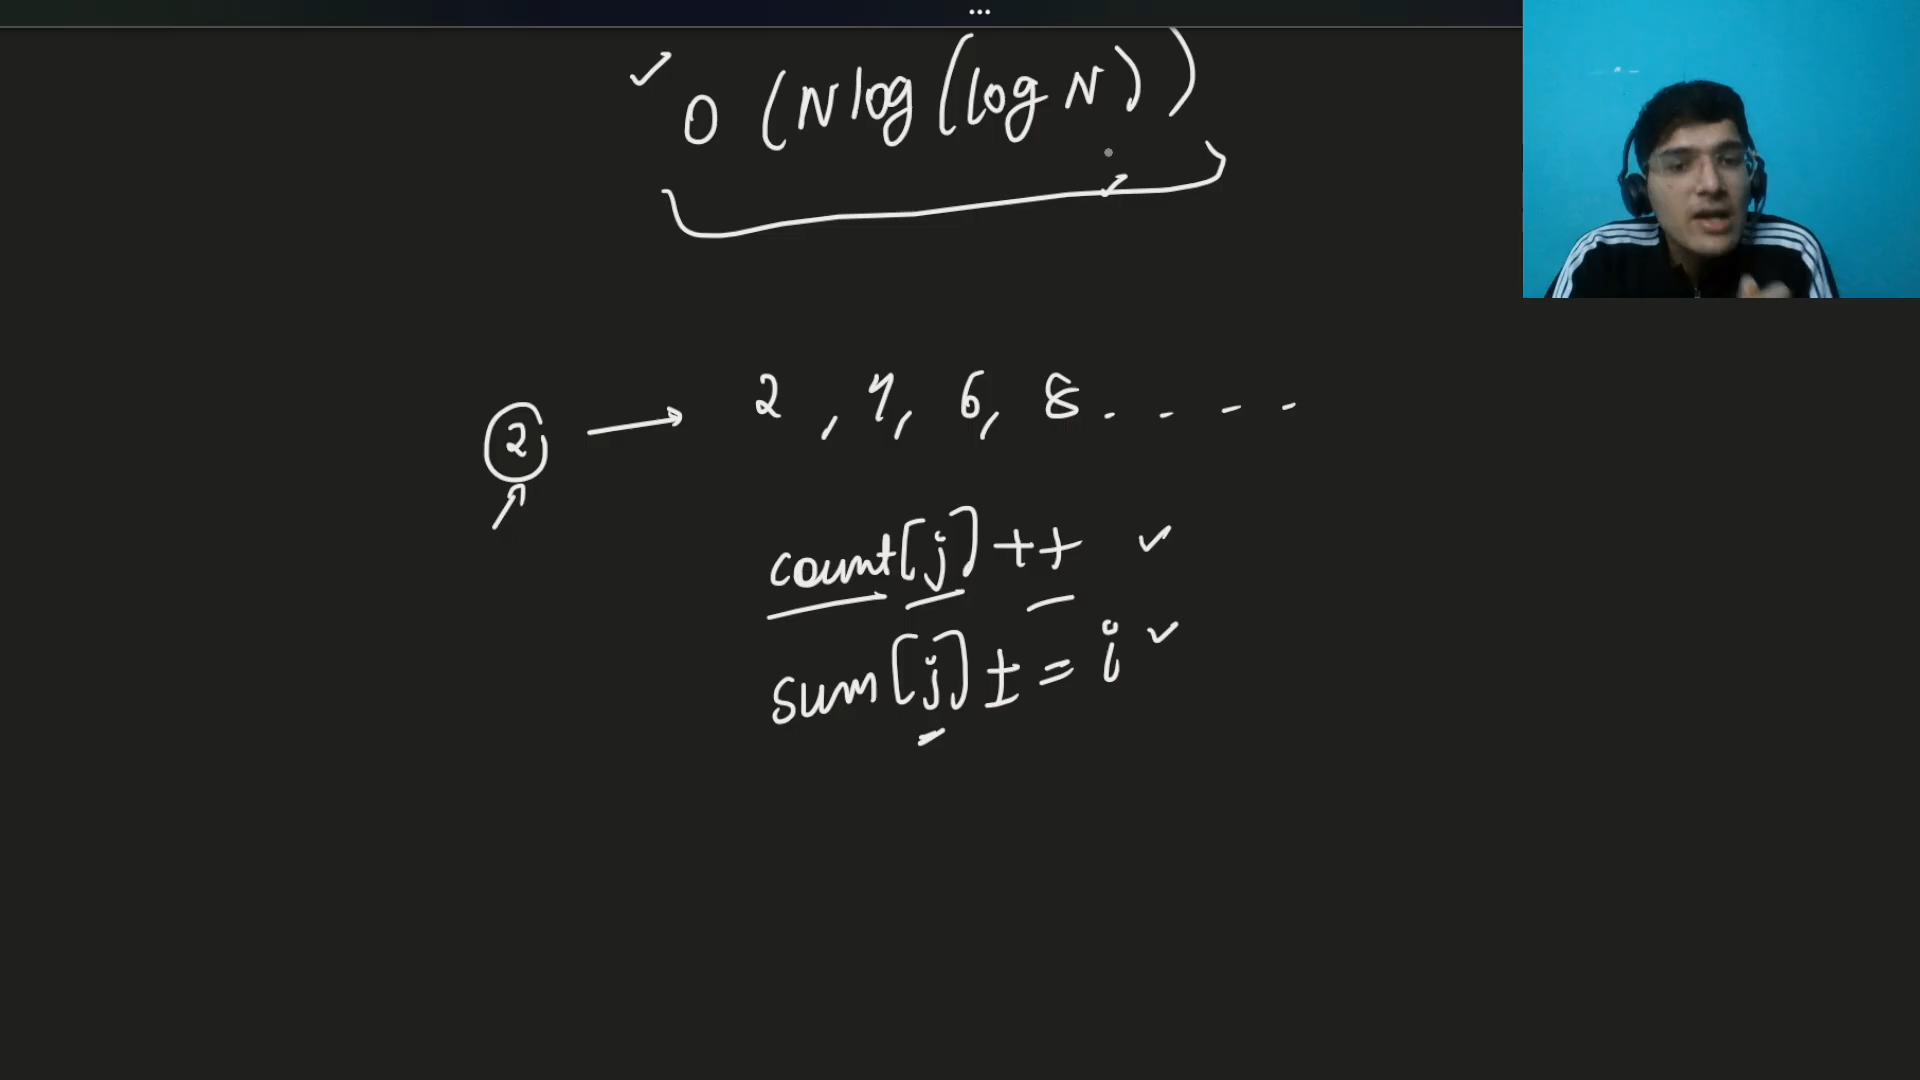 ...
O (N log (log N))
2 → 2, 4, 6, 8 . . - -
count[j] ++
sum[j] += i